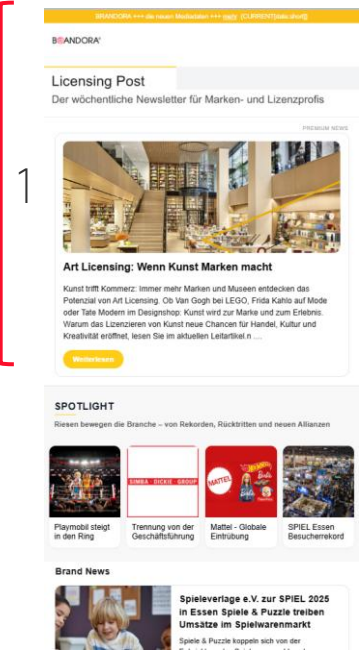 BRANDORA +++ die neuen Mediadaten +++ mehr {CURRENT[date:short]}
BRANDORA
Licensing Post
Der wöchentliche Newsletter für Marken- und Lizenzprofis
PREMIUM NEWS
1
Art Licensing: Wenn Kunst Marken macht
Kunst trifft Kommerz: Immer mehr Marken und Museen entdecken das
Potenzial von Art Licensing. Ob Van Gogh bei LEGO, Frida Kahlo auf Mode
oder Tate Modern im Designshop: Kunst wird zur Marke und zum Erlebnis.
Warum das Lizenzieren von Kunst neue Chancen für Handel, Kultur und
Kreativität eröffnet, lesen Sie im aktuellen Leitartikel.n ....
Weiterlesen
SPOTLIGHT
Riesen bewegen die Branche – von Rekorden, Rücktritten und neuen Allianzen
SIMBA DICKIE GROUP
MATTEL
Barbie
Playmobil steigt
in den Ring
Trennung von der
Geschäftsführung
Mattel - Globale
Eintrübung
SPIEL Essen
Besucherrekord
Brand News
Spieleverlage e.V. zur SPIEL 2025
in Essen Spiele & Puzzle treiben
Umsätze im Spielwarenmarkt
Spiele & Puzzle koppeln sich von der